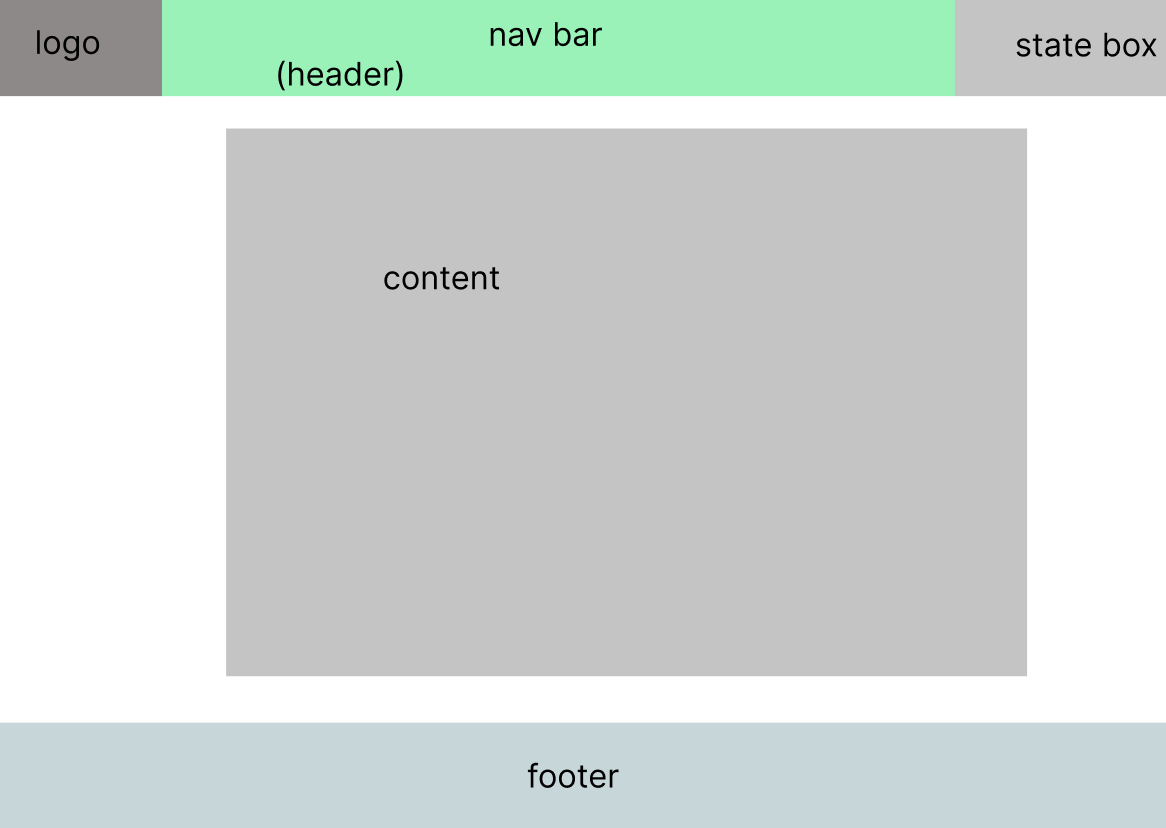 logo
nav bar
state box
(header)
content
footer